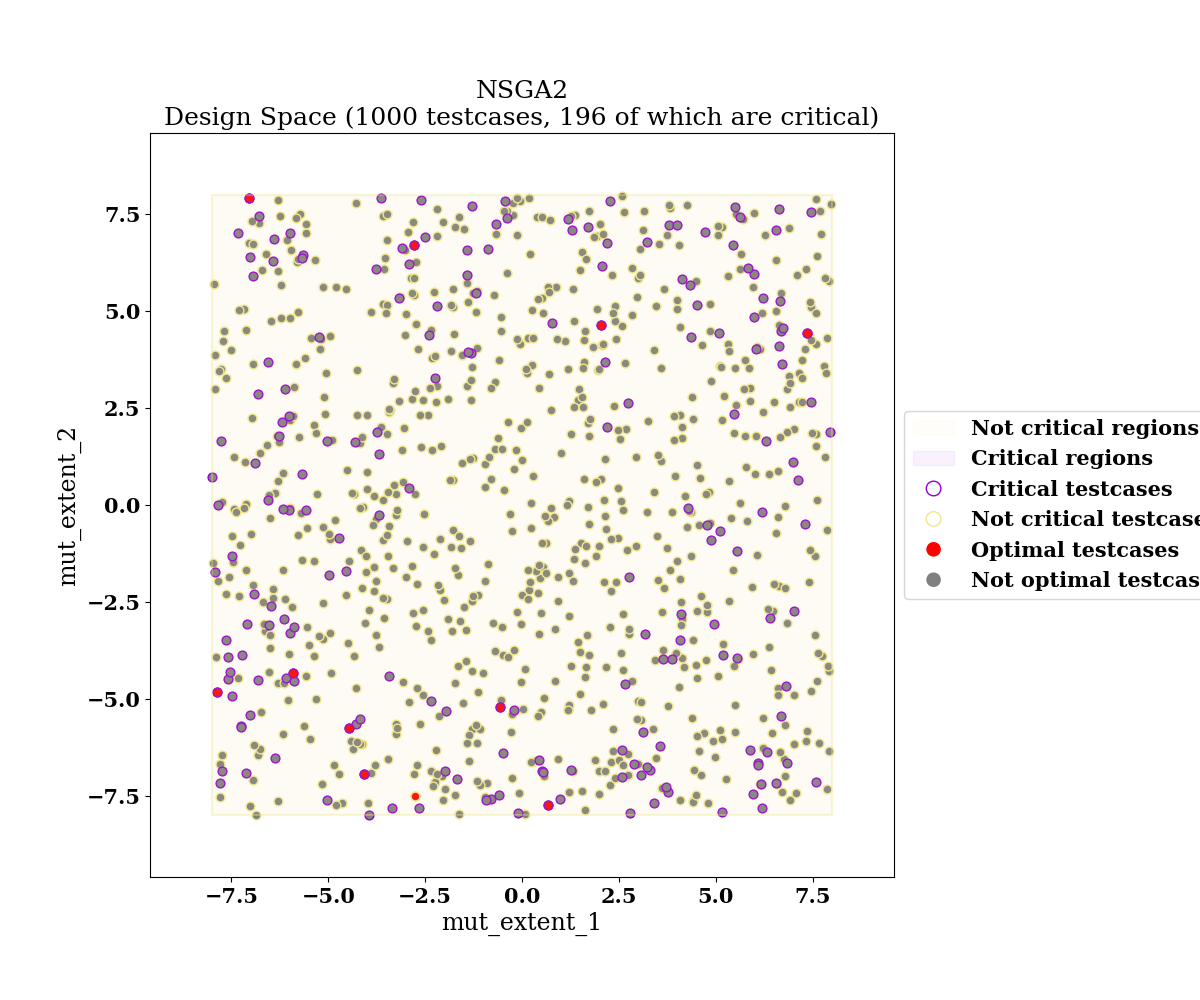 NSGA2
Design Space (1000 testcases, 196 of which are critical)
7.5
5.0
2.5
0.0
−2.5
−5.0
−7.5
mut_extent_2
−7.5
−5.0
−2.5
0.0
2.5
5.0
7.5
mut_extent_1
Not critical regions
Critical regions
Critical testcases
Not critical testcase
Optimal testcases
Not optimal testcas